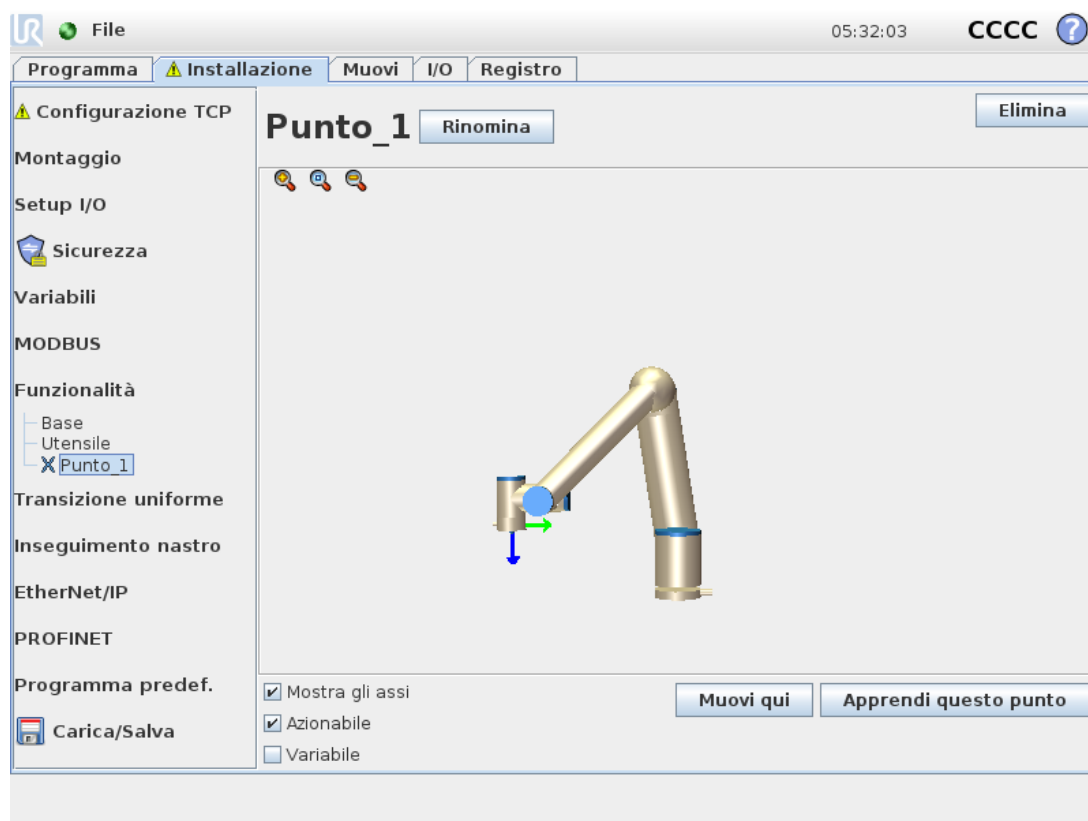 UR File 05:32:03 CCCC ?
Programma Installazione Muovi I/O Registro
Configurazione TCP
Montaggio
Setup I/O
Sicurezza
Variabili
MODBUS
Funzionalità
Base
Utensile
Punto_1
Transizione uniforme
Inseguimento nastro
EtherNet/IP
PROFINET
Programma predef.
Carica/Salva
Punto_1 Rinomina Elimina
Mostra gli assi
Azionabile
Variabile
Muovi qui Apprendi questo punto